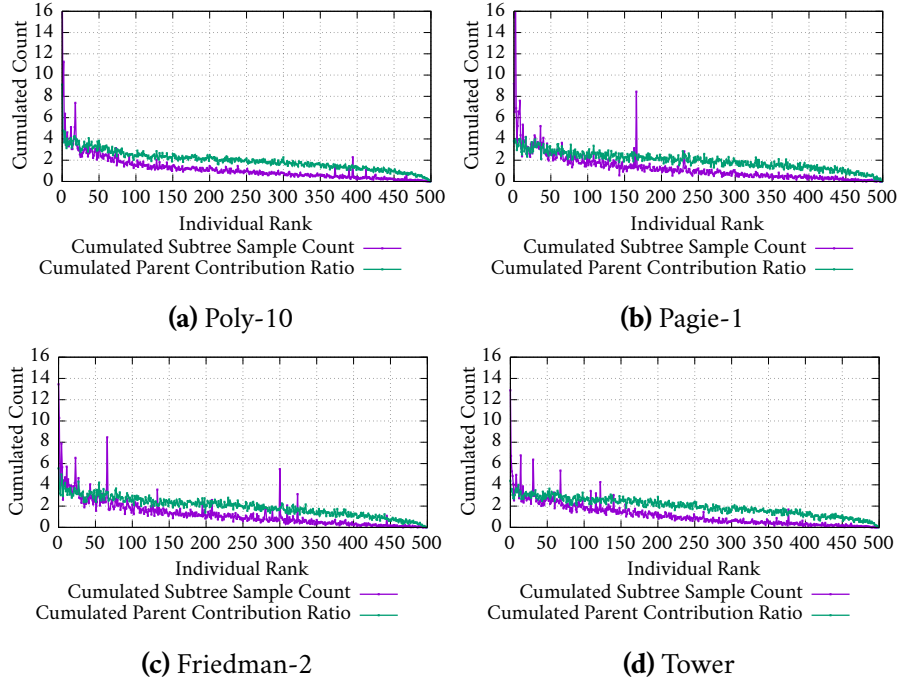 16
14
12
10
8
6
4
2
0
Cumulated Count
0 50 100 150 200 250 300 350 400 450 500
Individual Rank
Cumulated Subtree Sample Count
Cumulated Parent Contribution Ratio
(a) Poly-10
16
14
12
10
8
6
4
2
0
Cumulated Count
0 50 100 150 200 250 300 350 400 450 500
Individual Rank
Cumulated Subtree Sample Count
Cumulated Parent Contribution Ratio
(b) Pagie-1
16
14
12
10
8
6
4
2
0
Cumulated Count
0 50 100 150 200 250 300 350 400 450 500
Individual Rank
Cumulated Subtree Sample Count
Cumulated Parent Contribution Ratio
(c) Friedman-2
16
14
12
10
8
6
4
2
0
Cumulated Count
0 50 100 150 200 250 300 350 400 450 500
Individual Rank
Cumulated Subtree Sample Count
Cumulated Parent Contribution Ratio
(d) Tower